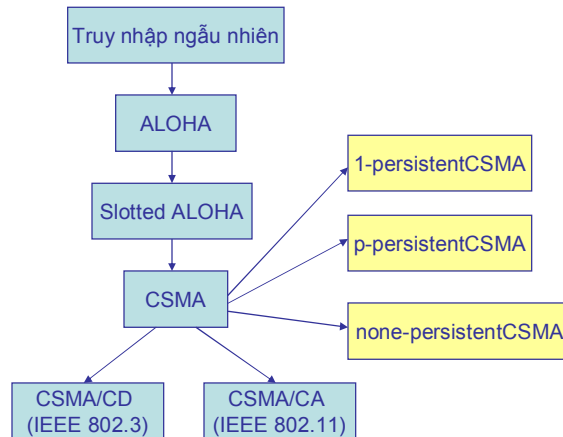 Truy nhập ngẫu nhiên
ALOHA
Slotted ALOHA
CSMA
1-persistentCSMA
p-persistentCSMA
none-persistentCSMA
CSMA/CD
(IEEE 802.3)
CSMA/CA
(IEEE 802.11)